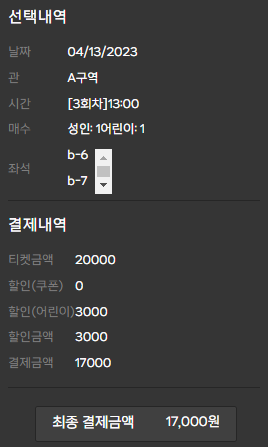 선택내역
날짜 04/13/2023
관 A구역
시간 [3회차]13:00
매수 성인: 1어린이: 1
좌석 b-6
b-7
결제내역
티켓금액 20000
할인(쿠폰) 0
할인(어린이)3000
할인금액 3000
결제금액 17000
최종 결제금액 17,000원